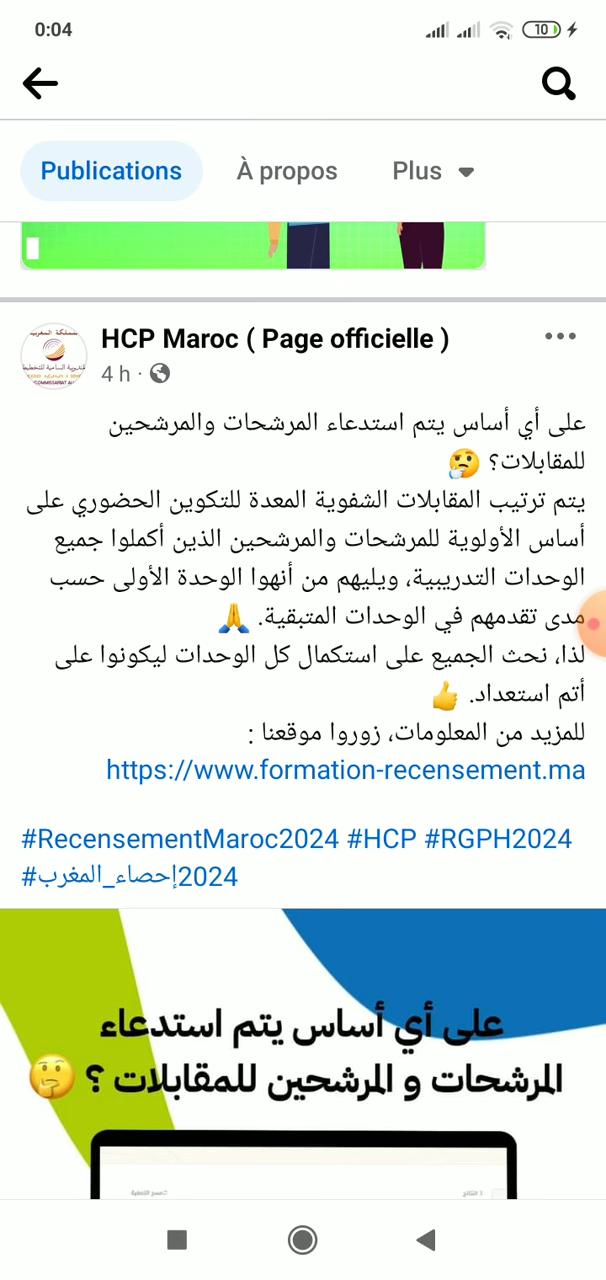 0:04
10
Publications
À propos
Plus
HCP Maroc ( Page officielle )
4 h ·
على أي أساس يتم استدعاء المرشحات والمرشحين
للمقابلات؟ 🤔
يتم ترتيب المقابلات الشفوية المعدة للتكوين الحضوري على
أساس الأولوية للمرشحات والمرشحين الذين أكملوا جميع
الوحدات التدريبية، ويليهم من أنهوا الوحدة الأولى حسب
مدى تقدمهم في الوحدات المتبقية. 🙏
لذا، نحث الجميع على استكمال كل الوحدات ليكونوا على
أتم استعداد. 👍
للمزيد من المعلومات، زوروا موقعنا :
https://www.formation-recensement.ma
#RecensementMaroc2024 #HCP #RGPH2024
#إحصاء_المغرب2024
على أي أساس يتم استدعاء
المرشحات و المرشحين للمقابلات ؟ 🤔